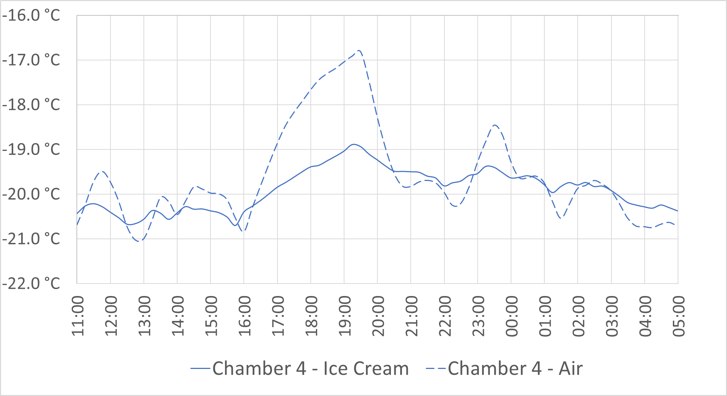 -16.0 °C
-17.0 °C
-18.0 °C
-19.0 °C
-20.0 °C
-21.0 °C
-22.0 °C
11:00 12:00 13:00 14:00 15:00 16:00 17:00 18:00 19:00 20:00 21:00 22:00 23:00 00:00 01:00 02:00 03:00 04:00 05:00
Chamber 4 - Ice Cream Chamber 4 - Air